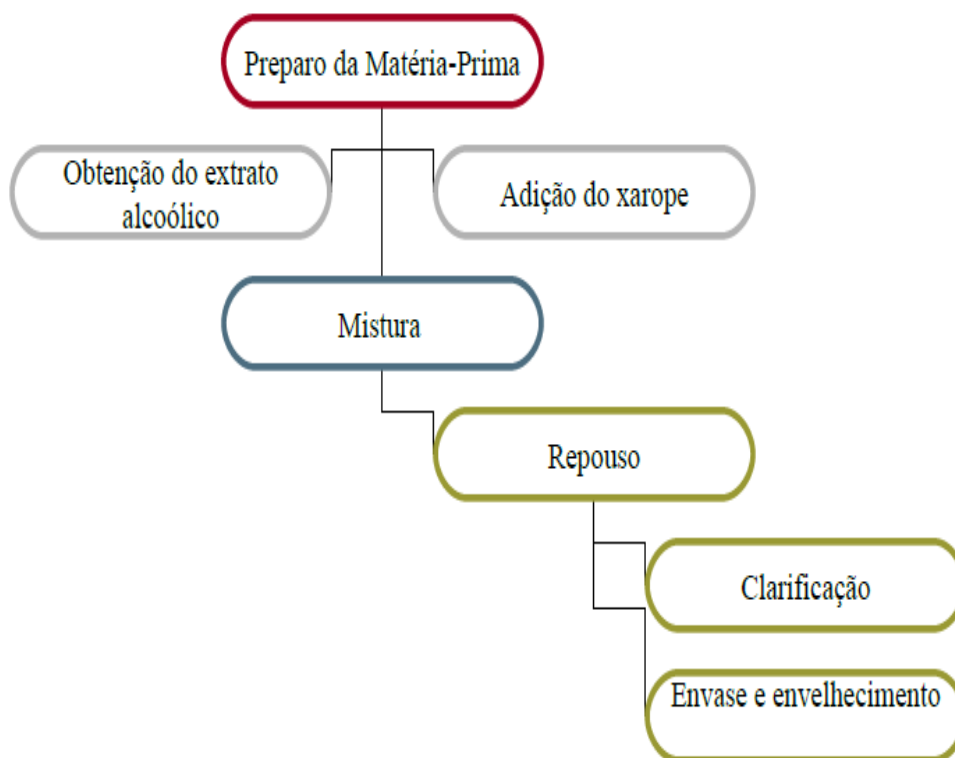 Preparo da Matéria-Prima
Obtenção do extrato
alcoólico
Adição do xarope
Mistura
Repouso
Clarificação
Envase e envelhecimento